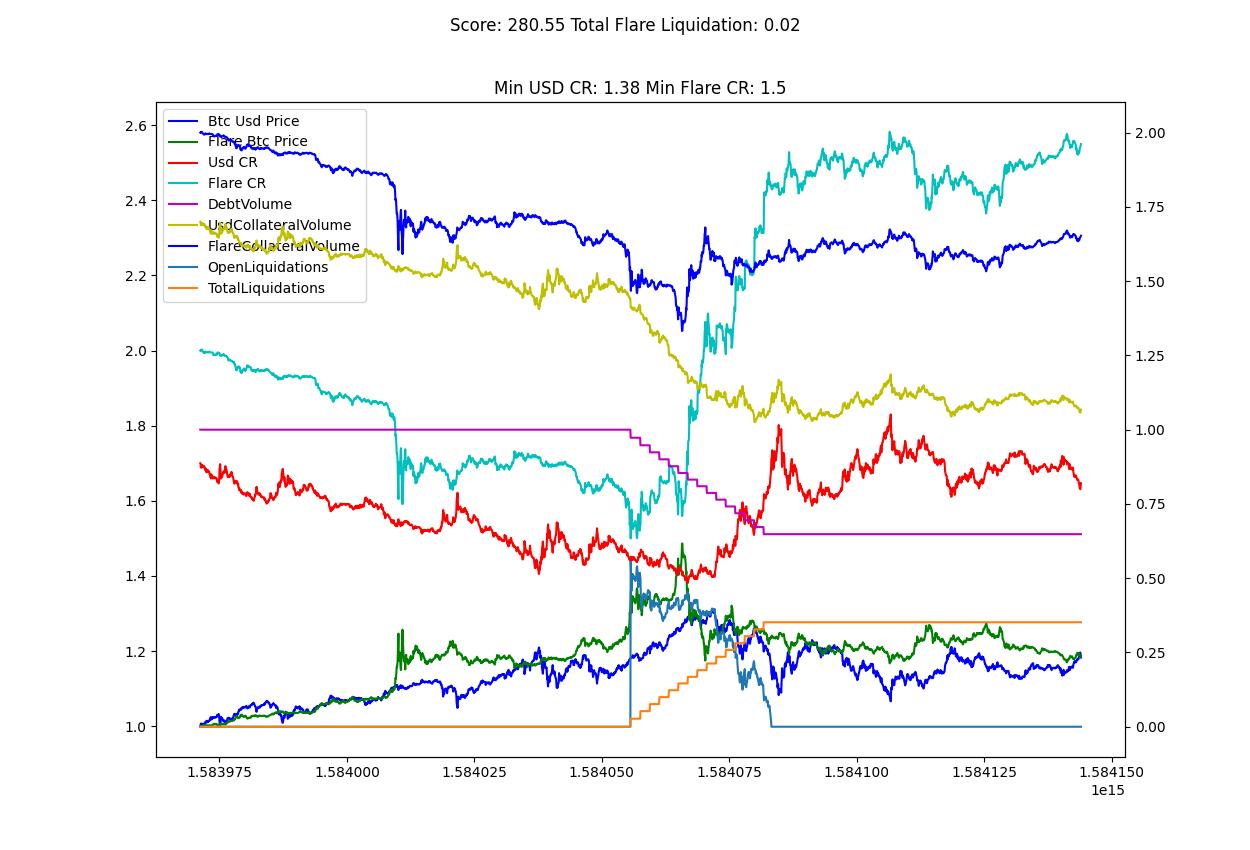 Score: 280.55 Total Flare Liquidation: 0.02
Min USD CR: 1.38 Min Flare CR: 1.5
Btc Usd Price
Flare Btc Price
Usd CR
Flare CR
DebtVolume
UsdCollateralVolume
FlareCollateralVolume
OpenLiquidations
TotalLiquidations
2.6
2.4
2.2
2.0
1.8
1.6
1.4
1.2
1.0
2.00
1.75
1.50
1.25
1.00
0.75
0.50
0.25
0.00
1.583975 1.584000 1.584025 1.584050 1.584075 1.584100 1.584125 1.584150
1e15